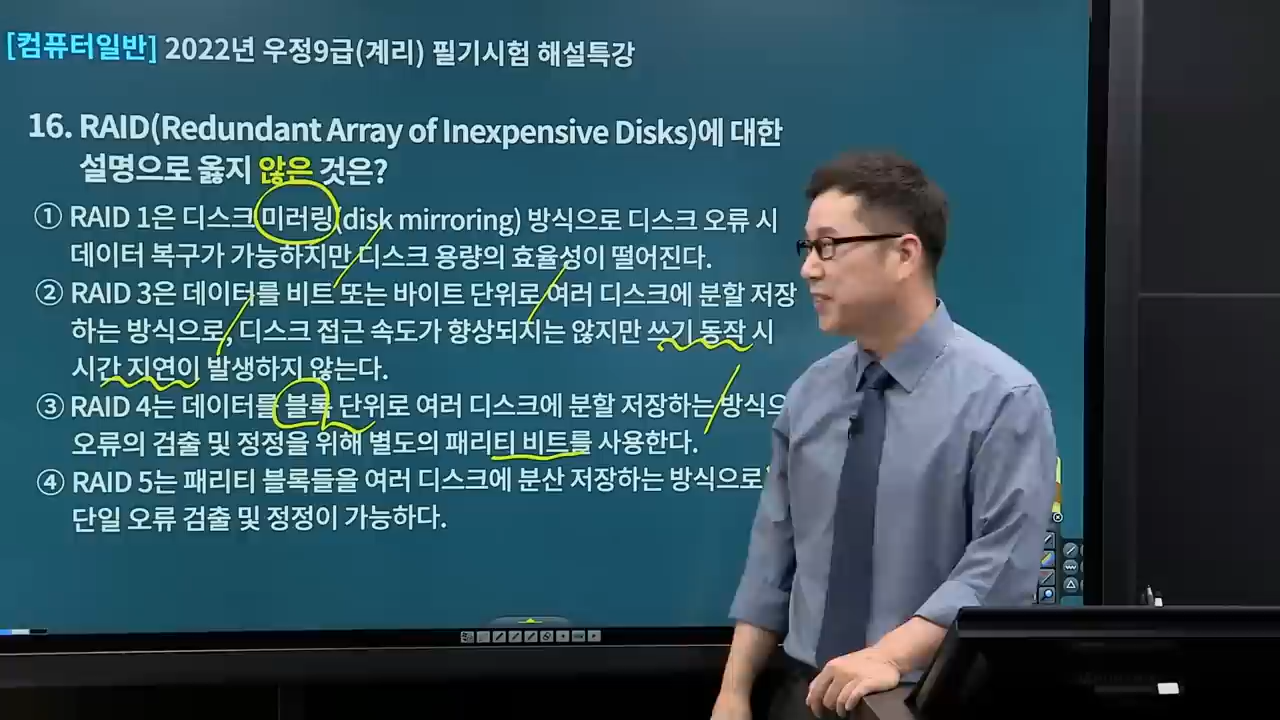 [컴퓨터일반] 2022년 우정9급(계리) 필기시험 해설특강
16. RAID(Redundant Array of Inexpensive Disks)에 대한
설명으로 옳지 않은 것은?
① RAID 1은 디스크 미러링(disk mirroring) 방식으로 디스크 오류 시
데이터 복구가 가능하지만 디스크 용량의 효율성이 떨어진다.
② RAID 3은 데이터를 비트 또는 바이트 단위로 여러 디스크에 분할 저장
하는 방식으로, 디스크 접근 속도가 향상되지는 않지만 쓰기 동작 시
시간 지연이 발생하지 않는다.
③ RAID 4는 데이터를 블록 단위로 여러 디스크에 분할 저장하는 방식으
오류의 검출 및 정정을 위해 별도의 패리티 비트를 사용한다.
④ RAID 5는 패리티 블록들을 여러 디스크에 분산 저장하는 방식으로
단일 오류 검출 및 정정이 가능하다.